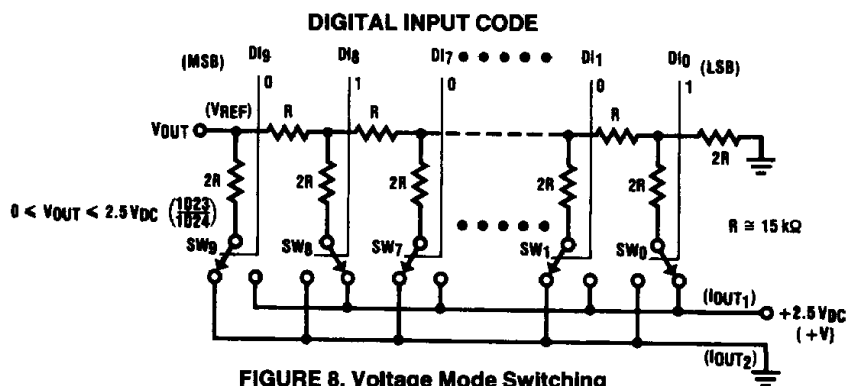 DIGITAL INPUT CODE
(MSB) DI9 DI8 DI7 DI1 DI0 (LSB)
0 1 0 0 1
(VREF) R R R
VOUT
2R
2R 2R 2R 2R 2R
0 < VOUT < 2.5 VDC (1023/1024)
R ≅ 15 kΩ
SW9 SW8 SW7 SW1 SW0
(IOUT1)
+2.5 VDC
(+V)
(IOUT2)
FIGURE 8. Voltage Mode Switching